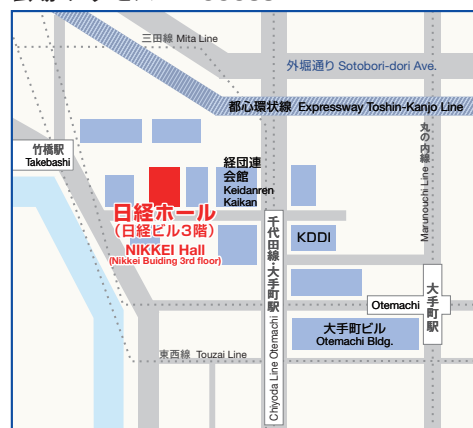 三田線 Mita Line
外堀通り Sotobori-dori Ave.
都心環状線 Expressway Toshin-Kanjo Line
竹橋駅
Takebashi
経団連
会館
Keidanren
Kaikan
丸の内線 Marunouchi Line
日経ホール
(日経ビル3階)
NIKKEI Hall
(Nikkei Buiding 3rd floor)
千代田線・大手町駅
Chiyoda Line Otemachi
KDDI
Otemachi
大手町駅
大手町ビル
Otemachi Bldg.
東西線 Touzai Line